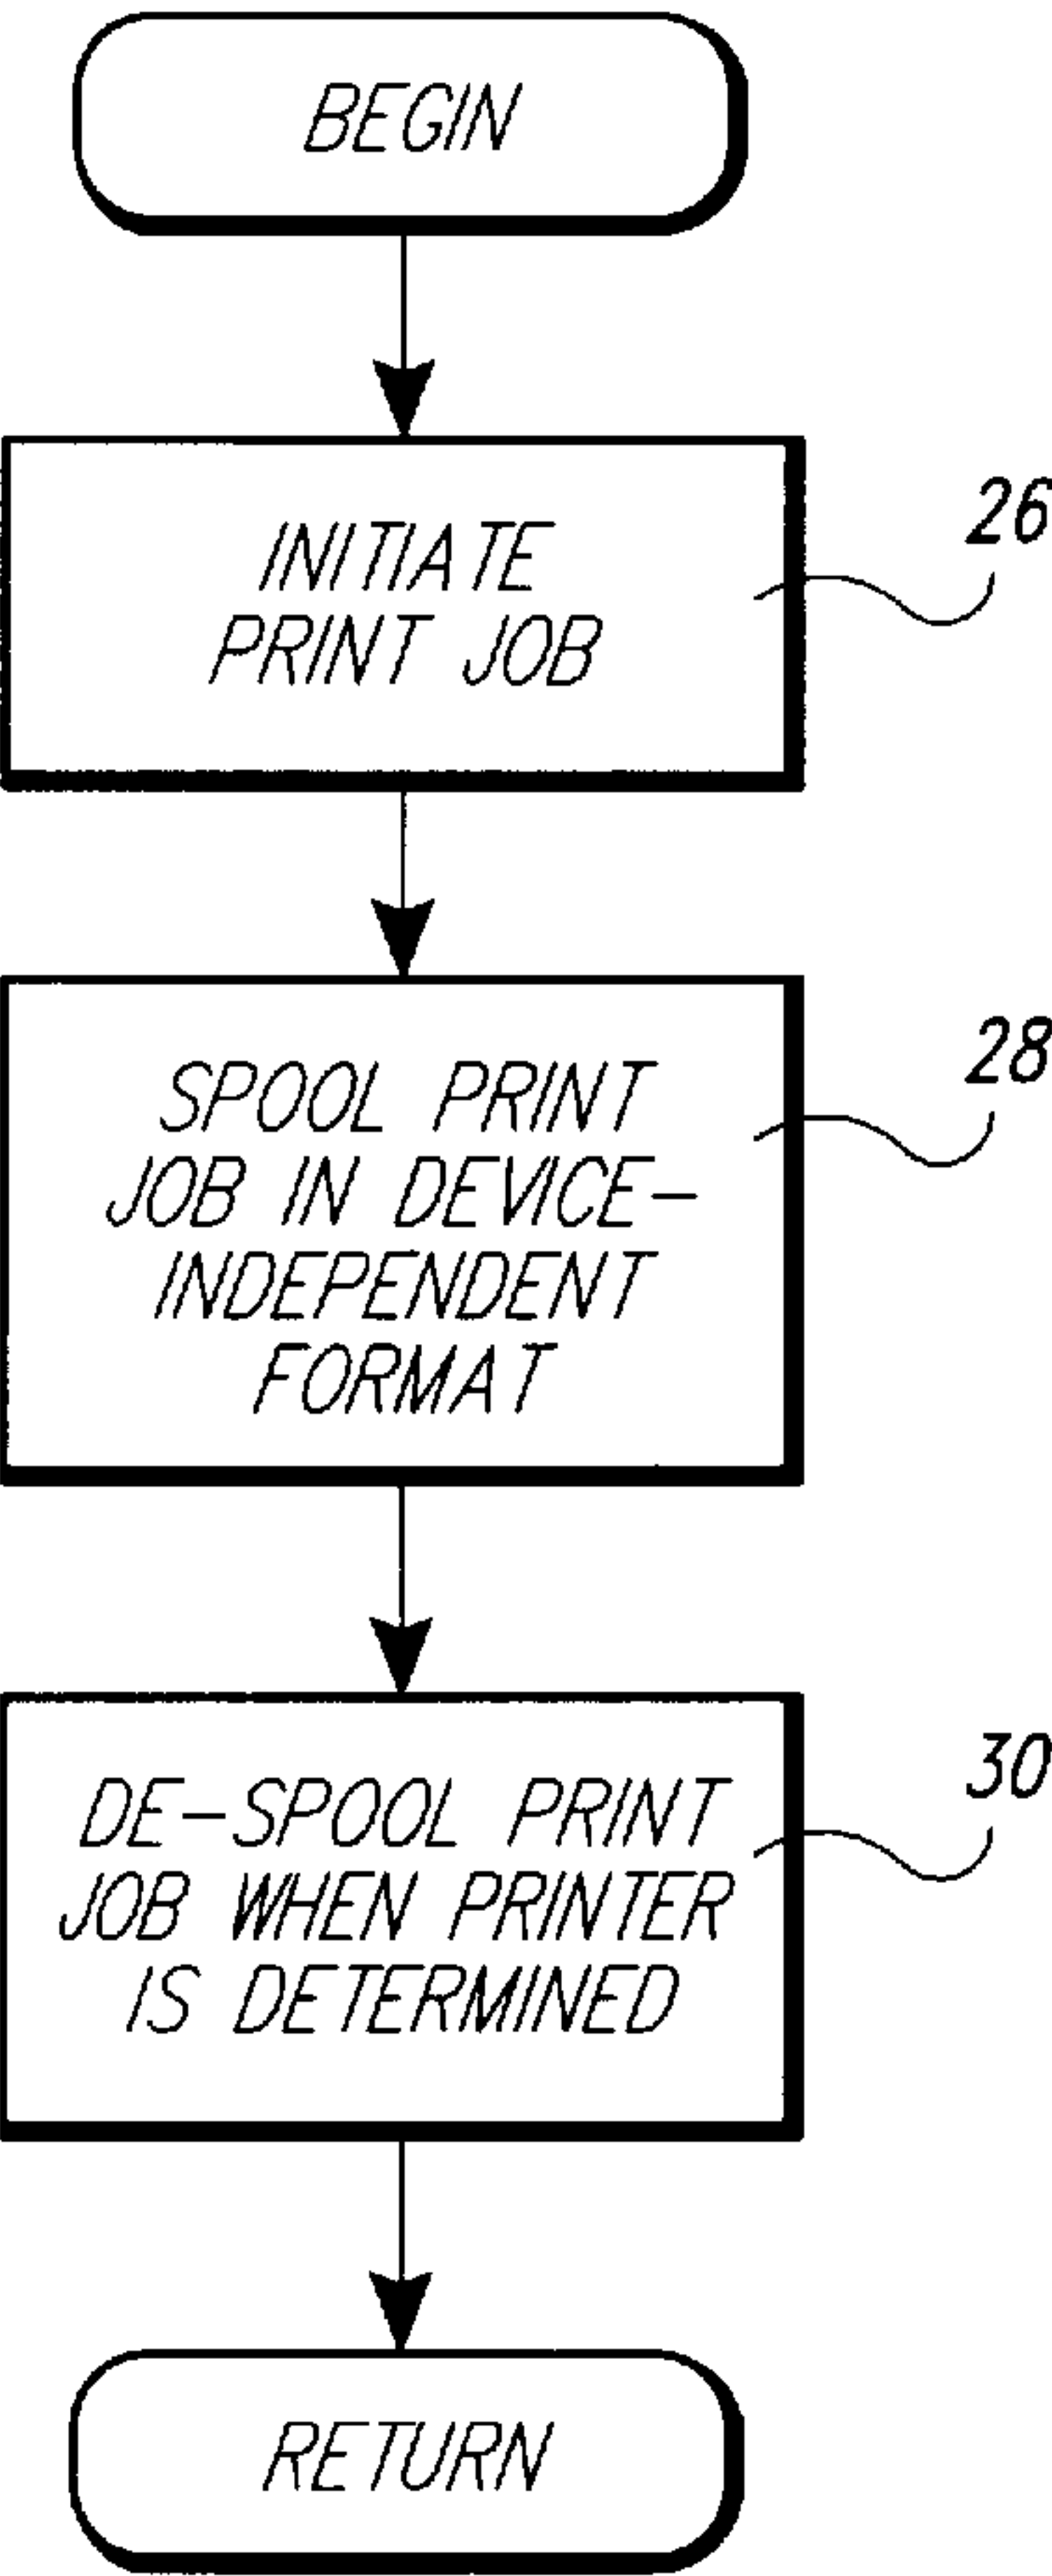 BEGIN
INITIATE
PRINT JOB
26
SPOOL PRINT
JOB IN DEVICE-
INDEPENDENT
FORMAT
28
DE-SPOOL PRINT
JOB WHEN PRINTER
IS DETERMINED
30
RETURN